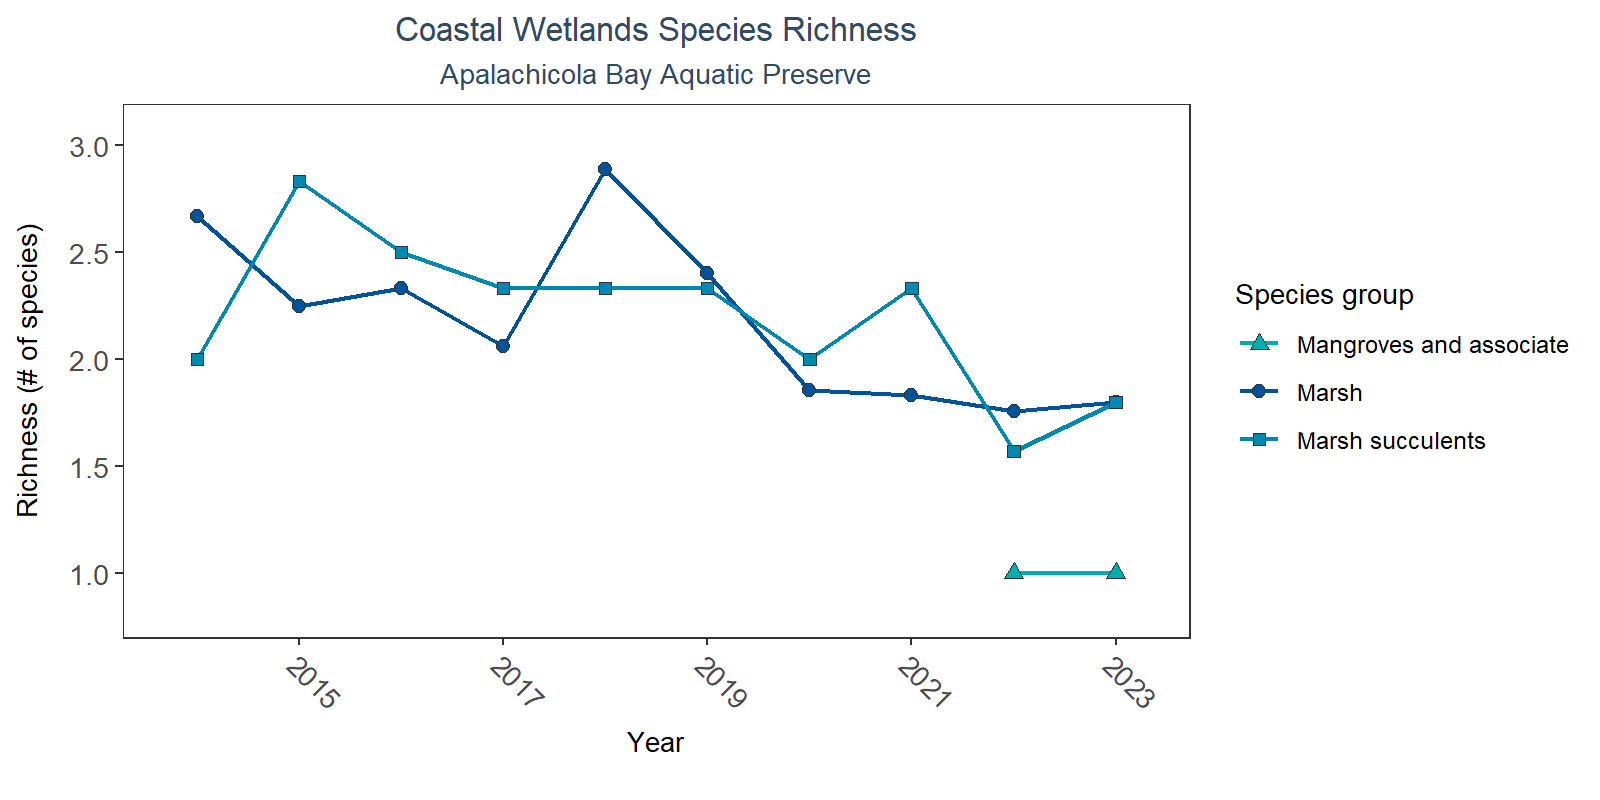 Coastal Wetlands Species Richness
Apalachicola Bay Aquatic Preserve
Richness (# of species)
3.0
2.5
2.0
1.5
1.0
2015
2017
2019
2021
2023
Year
Species group
Mangroves and associate
Marsh
Marsh succulents